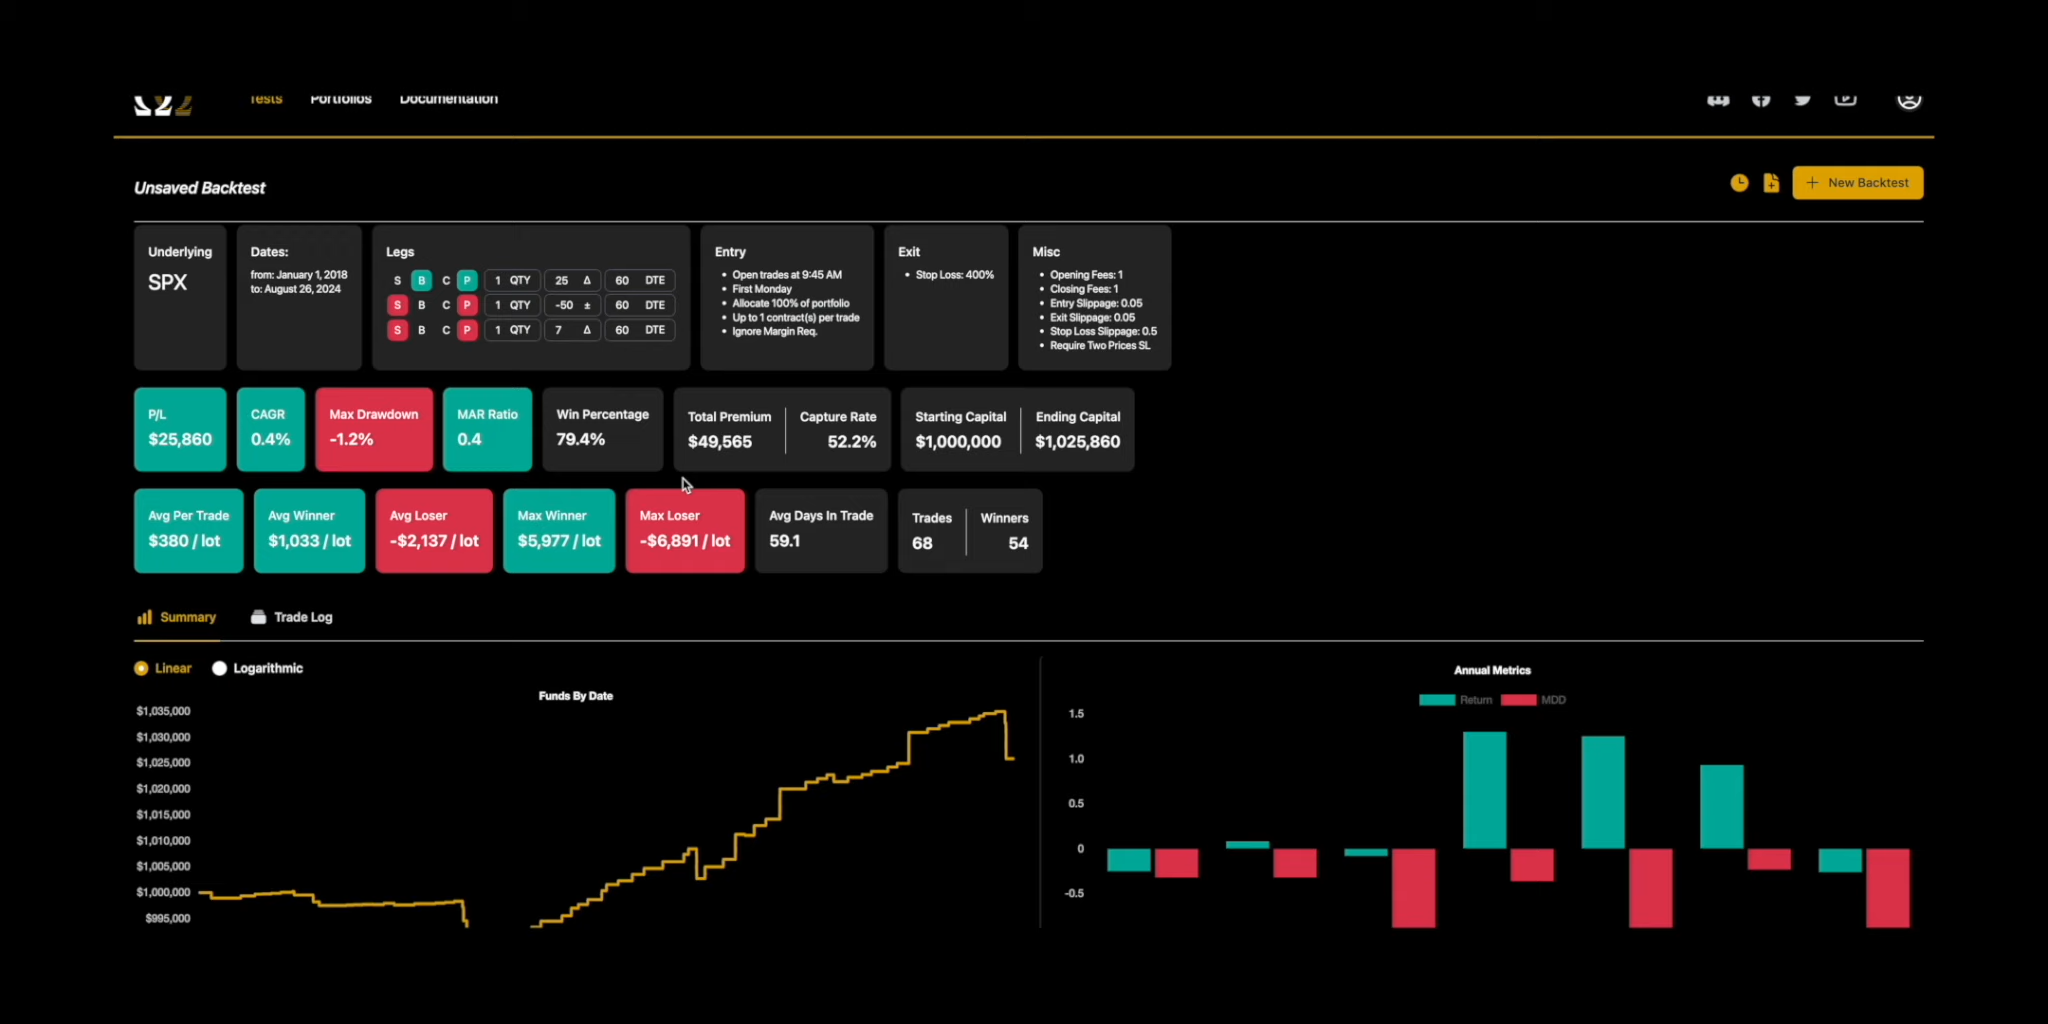 Tests Portfolios Documentation
Unsaved Backtest
+ New Backtest
Underlying
SPX
Dates:
from: January 1, 2018
to: August 26, 2024
Legs
S B C P 1 QTY 25 Δ 60 DTE
S B C P 1 QTY -50 ± 60 DTE
S B C P 1 QTY 7 Δ 60 DTE
Entry
• Open trades at 9:45 AM
• First Monday
• Allocate 100% of portfolio
• Up to 1 contract(s) per trade
• Ignore Margin Req.
Exit
• Stop Loss: 400%
Misc
• Opening Fees: 1
• Closing Fees: 1
• Entry Slippage: 0.05
• Exit Slippage: 0.05
• Stop Loss Slippage: 0.5
• Require Two Prices SL
P/L
$25,860
CAGR
0.4%
Max Drawdown
-1.2%
MAR Ratio
0.4
Win Percentage
79.4%
Total Premium
$49,565
Capture Rate
52.2%
Starting Capital
$1,000,000
Ending Capital
$1,025,860
Avg Per Trade
$380 / lot
Avg Winner
$1,033 / lot
Avg Loser
-$2,137 / lot
Max Winner
$5,977 / lot
Max Loser
-$6,891 / lot
Avg Days In Trade
59.1
Trades
68
Winners
54
Summary Trade Log
Linear Logarithmic
Funds By Date
$1,035,000
$1,030,000
$1,025,000
$1,020,000
$1,015,000
$1,010,000
$1,005,000
$1,000,000
$995,000
Annual Metrics
Return MDD
1.5
1.0
0.5
0
-0.5